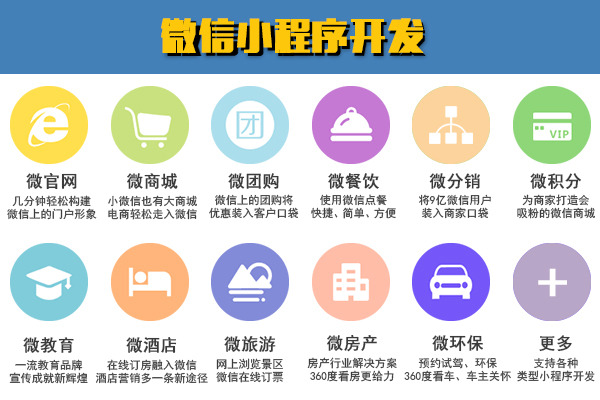 微信小程序开发
团
VIP
微官网 微商城 微团购 微餐饮 微分销 微积分
几分钟轻松构建 小微信也有大商城 微信上的团购将 使用微信点餐 将9亿微信用户 为商家打造会
微信上的门户形象 电商轻松走入微信 优惠装入客户口袋 快捷、简单、方便 装入商家口袋 吸粉的微信商城
微教育 微酒店 微旅游 微房产 微环保 更多
一流教育品牌 在线订房融入微信 网上浏览景区 房产行业解决方案 预约试驾、环保 支持各种
宣传成就新辉煌 酒店营销多一条新途径 微信在线订票 360度看房更给力 360度看车、车主关怀 类型小程序开发